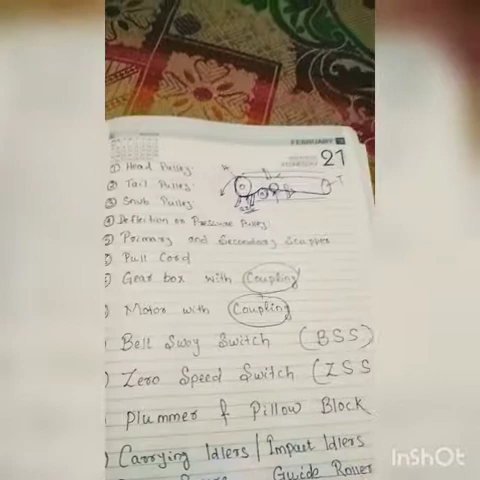 FEBRUARY
21
① Head Pulley
② Tail Pulley
③ Snub Pulley
④ Deflection or Pressure Pulley
⑤ Primary and Secondary Scrapper
Pull Cord
Gear box with Coupling
Motor with Coupling
Belt Sway Switch (BSS)
) Zero Speed Switch (ZSS
Plummer & Pillow Block
) Carrying Idlers / Impact Idlers
Guide Roller
InShOt